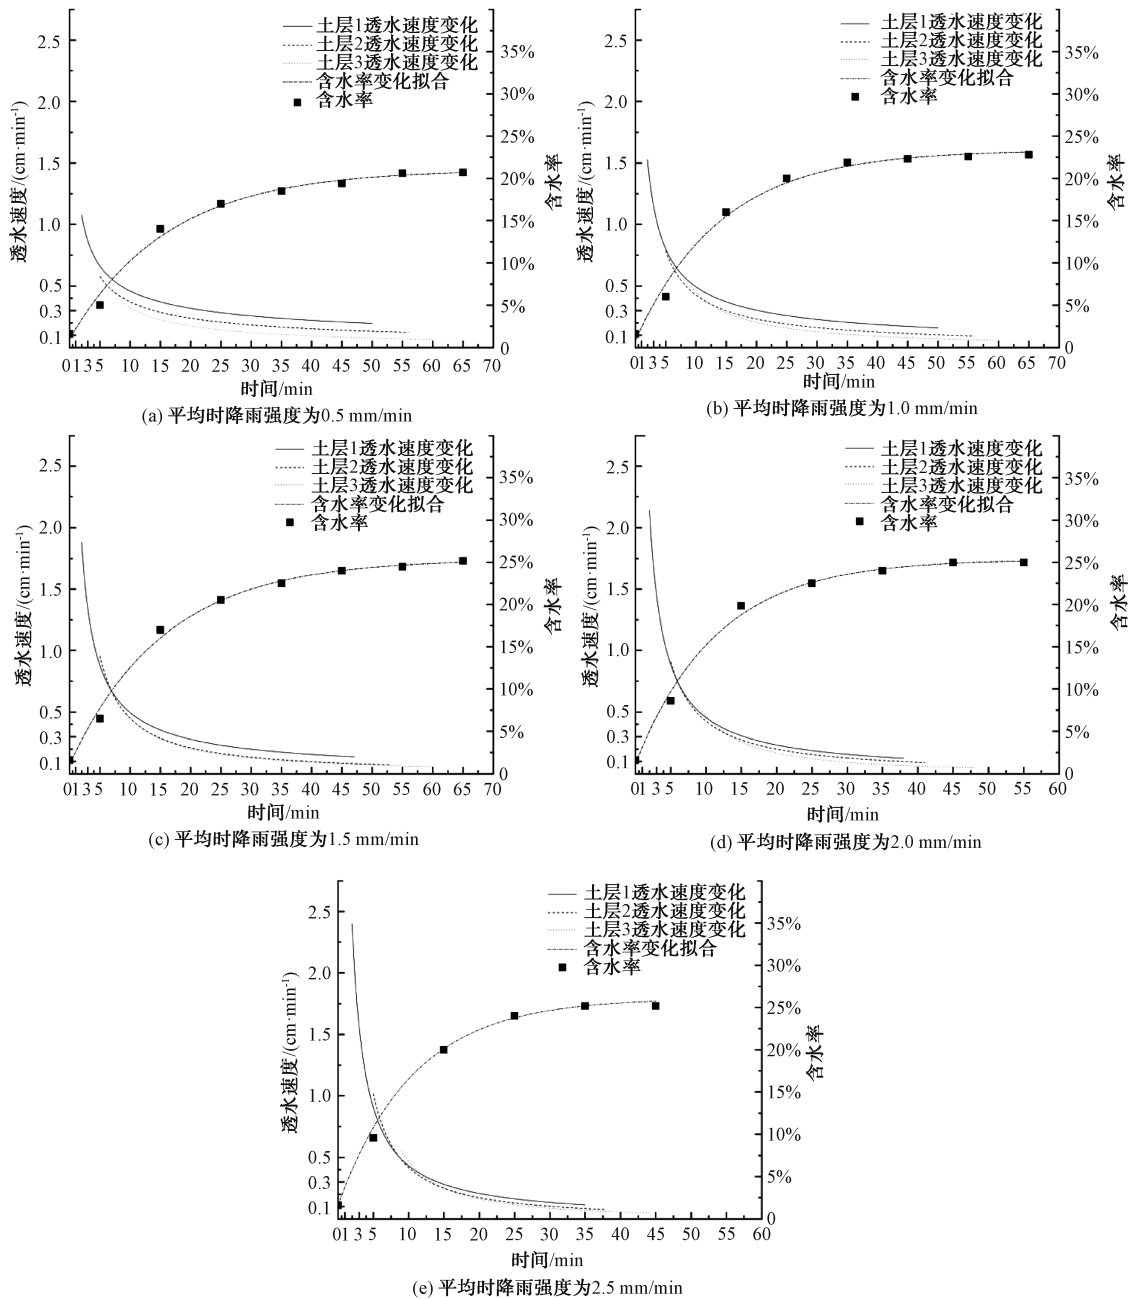 土层1透水速度变化
土层2透水速度变化
土层3透水速度变化
含水率变化拟合
含水率
透水速度/(cm·min⁻¹)
2.5
2.0
1.5
1.0
0.5
0.3
0.1
35%
30%
25%
20%
15%
10%
5%
0
含水率
0 1 3 5 10 15 20 25 30 35 40 45 50 55 60 65 70
时间/min
(a) 平均时降雨强度为0.5 mm/min
土层1透水速度变化
土层2透水速度变化
土层3透水速度变化
含水率变化拟合
含水率
透水速度/(cm·min⁻¹)
2.5
2.0
1.5
1.0
0.5
0.3
0.1
35%
30%
25%
20%
15%
10%
5%
0
含水率
0 1 3 5 10 15 20 25 30 35 40 45 50 55 60 65 70
时间/min
(b) 平均时降雨强度为1.0 mm/min
土层1透水速度变化
土层2透水速度变化
土层3透水速度变化
含水率变化拟合
含水率
透水速度/(cm·min⁻¹)
2.5
2.0
1.5
1.0
0.5
0.3
0.1
35%
30%
25%
20%
15%
10%
5%
0
含水率
0 1 3 5 10 15 20 25 30 35 40 45 50 55 60 65 70
时间/min
(c) 平均时降雨强度为1.5 mm/min
土层1透水速度变化
土层2透水速度变化
土层3透水速度变化
含水率变化拟合
含水率
透水速度/(cm·min⁻¹)
2.5
2.0
1.5
1.0
0.5
0.3
0.1
35%
30%
25%
20%
15%
10%
5%
0
含水率
0 1 3 5 10 15 20 25 30 35 40 45 50 55 60
时间/min
(d) 平均时降雨强度为2.0 mm/min
土层1透水速度变化
土层2透水速度变化
土层3透水速度变化
含水率变化拟合
含水率
透水速度/(cm·min⁻¹)
2.5
2.0
1.5
1.0
0.5
0.3
0.1
35%
30%
25%
20%
15%
10%
5%
0
含水率
0 1 3 5 10 15 20 25 30 35 40 45 50 55 60
时间/min
(e) 平均时降雨强度为2.5 mm/min